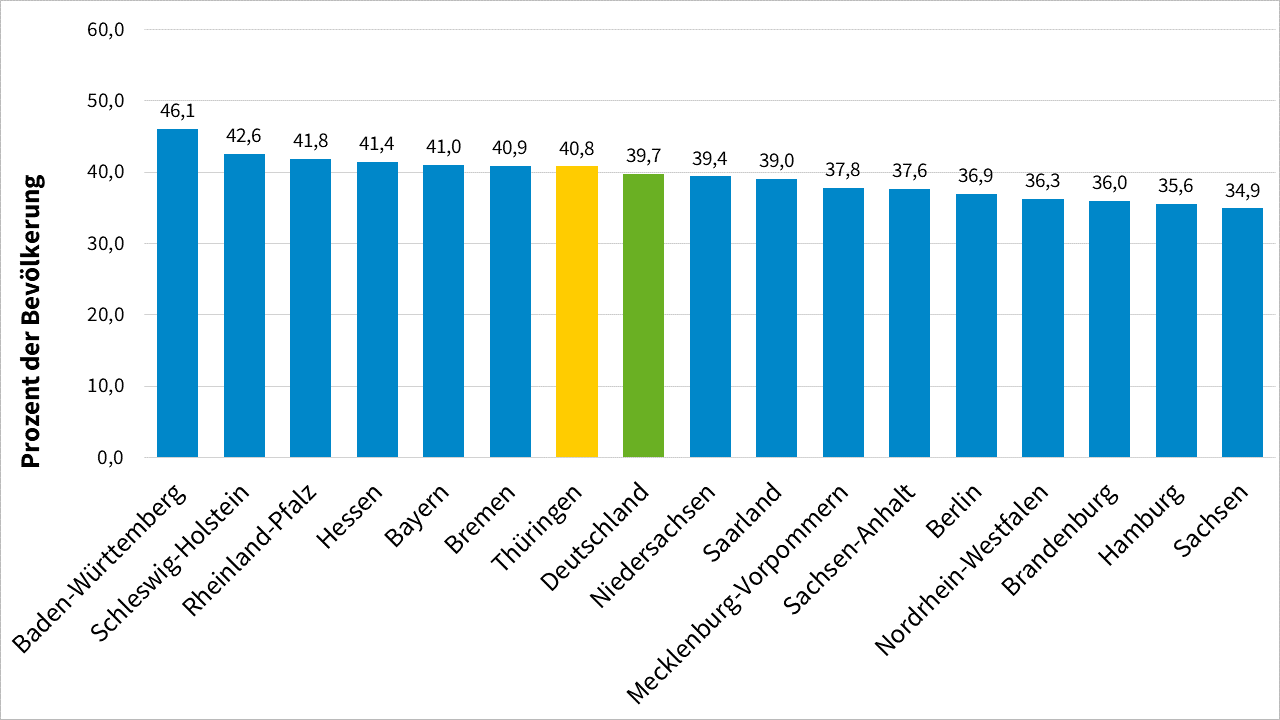 Prozent der Bevölkerung
60,0
50,0
40,0
30,0
20,0
10,0
0,0
46,1
42,6
41,8
41,4
41,0
40,9
40,8
39,7
39,4
39,0
37,8
37,6
36,9
36,3
36,0
35,6
34,9
Baden-Württemberg
Schleswig-Holstein
Rheinland-Pfalz
Hessen
Bayern
Bremen
Thüringen
Deutschland
Niedersachsen
Saarland
Mecklenburg-Vorpommern
Sachsen-Anhalt
Berlin
Nordrhein-Westfalen
Brandenburg
Hamburg
Sachsen